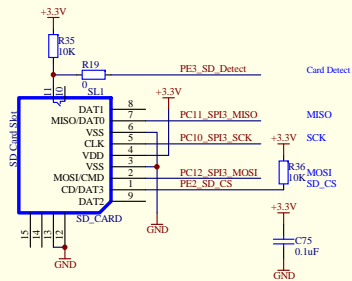 +3.3V
R35
10K
R19
0
PE3_SD_Detect
Card Detect
11
10
SL1
+3.3V
SD Card Slot
DAT1
8
MISO/DAT0
7
PC11_SPI3_MISO
MISO
VSS
6
CLK
5
PC10_SPI3_SCK
SCK
VDD
4
+3.3V
VSS
3
R36
10K
MOSI/CMD
2
PC12_SPI3_MOSI
MOSI
CD/DAT3
1
PE2_SD_CS
SD_CS
DAT2
9
SD_CARD
15
14
13
12
GND
GND
+3.3V
C75
0.1uF
GND